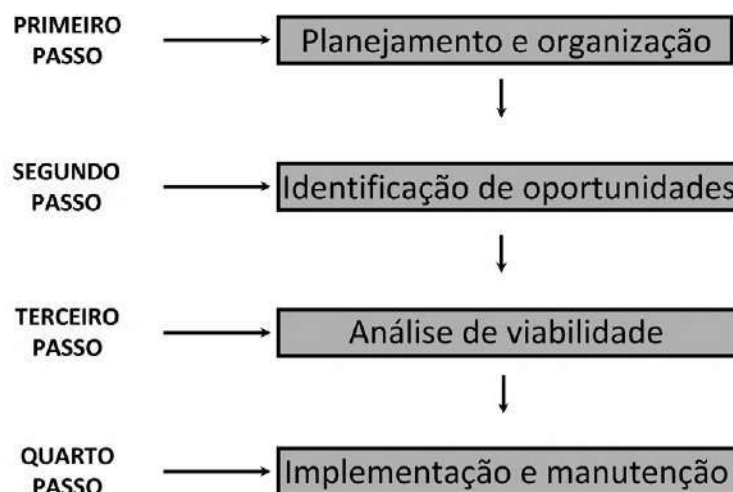 PRIMEIRO
PASSO
Planejamento e organização
SEGUNDO
PASSO
Identificação de oportunidades
TERCEIRO
PASSO
Análise de viabilidade
QUARTO
PASSO
Implementação e manutenção